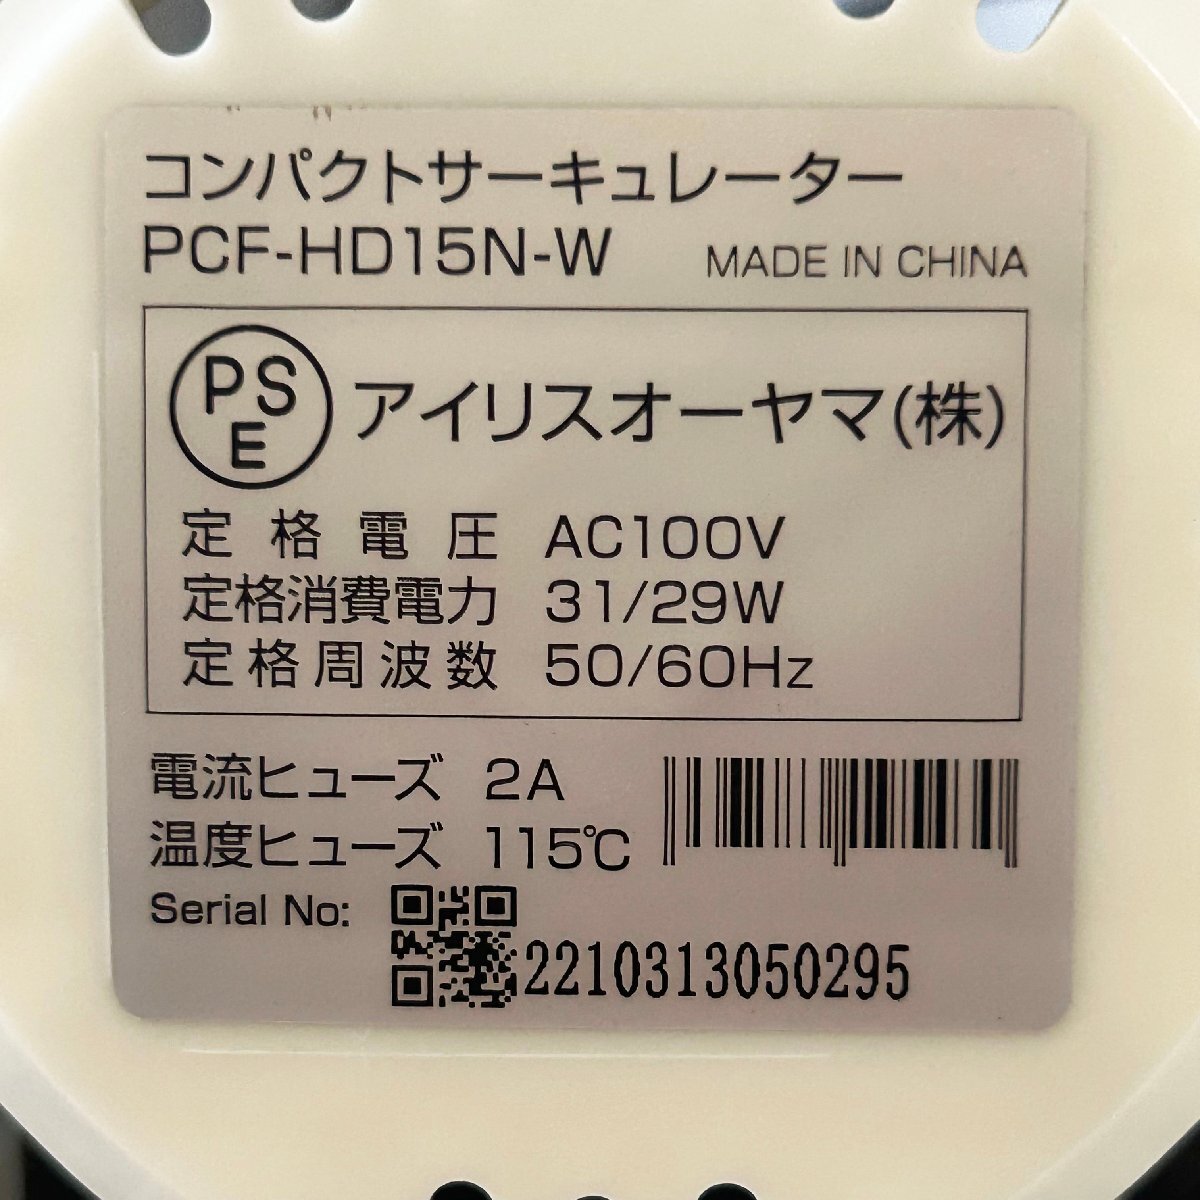 コンパクトサーキュレーター
PCF-HD15N-W MADE IN CHINA
PS
E
アイリスオーヤマ(株)
定格電圧 AC100V
定格消費電力 31/29W
定格周波数 50/60Hz
電流ヒューズ 2A
温度ヒューズ 115℃
Serial No: 2210313050295